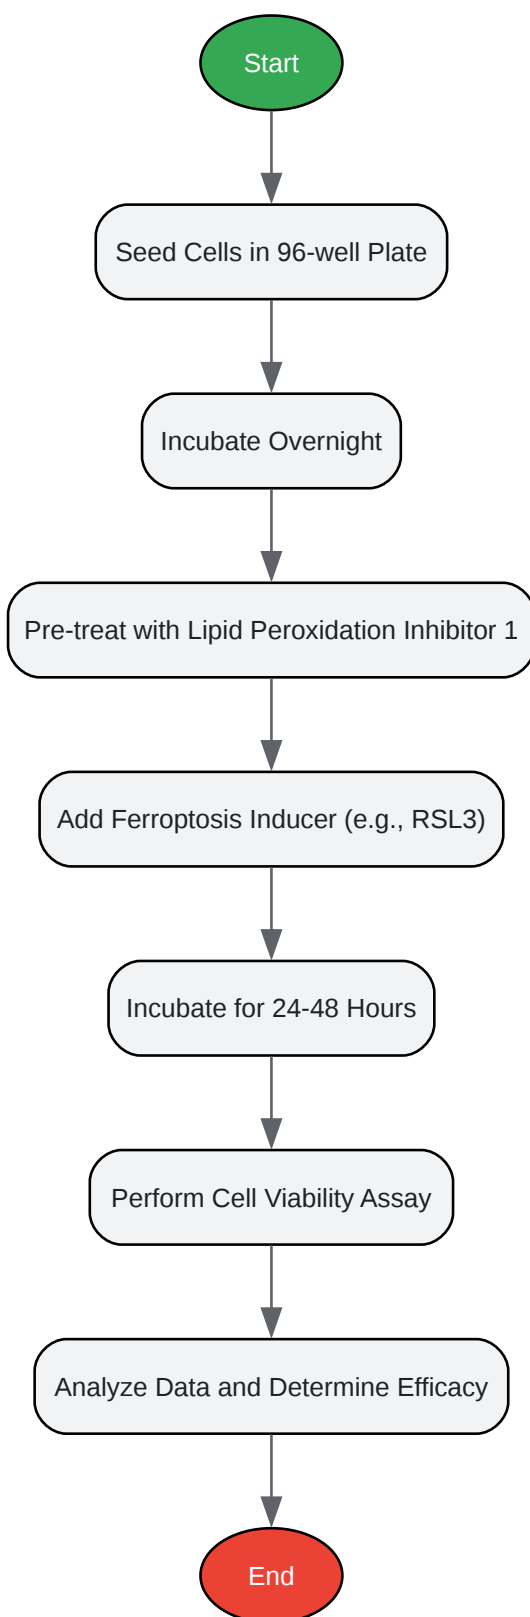 Start
Seed Cells in 96-well Plate
Incubate Overnight
Pre-treat with Lipid Peroxidation Inhibitor 1
Add Ferroptosis Inducer (e.g., RSL3)
Incubate for 24-48 Hours
Perform Cell Viability Assay
Analyze Data and Determine Efficacy
End